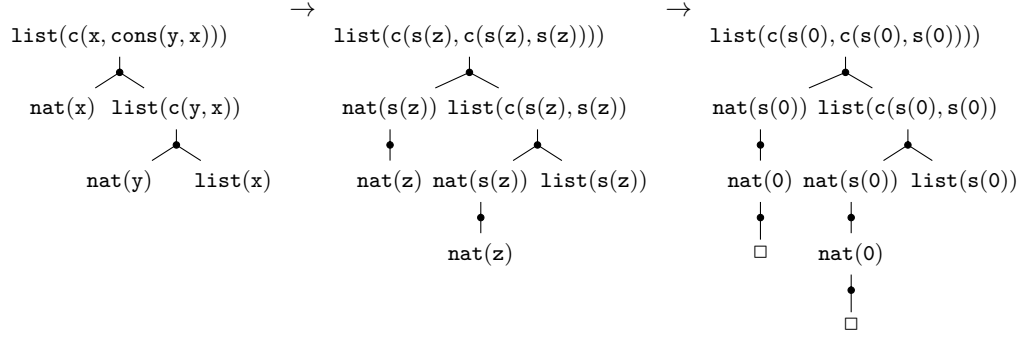 → →
list(c(x, cons(y, x))) list(c(s(z), c(s(z), s(z)))) list(c(s(0), c(s(0), s(0))))
nat(x) list(c(y, x)) nat(s(z)) list(c(s(z), s(z)) nat(s(0)) list(c(s(0), s(0))
nat(y) list(x) nat(z) nat(s(z)) list(s(z)) nat(0) nat(s(0)) list(s(0))
nat(z) □ nat(0)
□